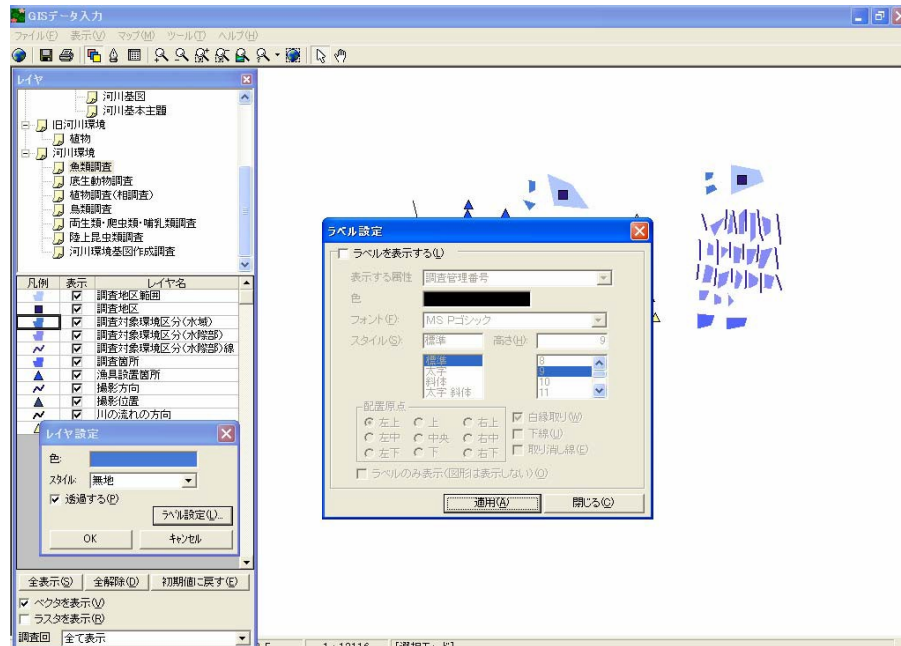 GISデータ入力
ファイル(F) 表示(V) マップ(M) ツール(T) ヘルプ(H)
レイヤ
河川基図
河川基本主題
旧河川環境
植物
河川環境
魚類調査
底生動物調査
植物調査(相調査)
鳥類調査
両生類・爬虫類・哺乳類調査
陸上昆虫類調査
河川環境基図作成調査
凡例 表示 レイヤ名
調査地区範囲
調査地区
調査対象環境区分(水域)
調査対象環境区分(水際部)
調査対象環境区分(水際部)線
調査箇所
漁具設置箇所
撮影方向
撮影位置
川の流れの方向
レイヤ設定
色:
スタイル: 無地
透過する(P)
ラベル設定(L)...
OK キャンセル
全表示(S) 全解除(D) 初期値に戻す(E)
ベクタを表示(V)
ラスタを表示(R)
調査回 全て表示
ラベル設定
ラベルを表示する(L)
表示する属性 調査管理番号
色
フォント(F): MS Pゴシック
スタイル(S): 標準 高さ(H): 9
標準 8
太字 9
斜体 10
太字 斜体 11
配置原点
左上 上 右上 白縁取り(W)
左中 中央 右中 下線(U)
左下 下 右下 取り消し線(E)
ラベルのみ表示(図形は表示しない)(O)
適用(A) 閉じる(C)